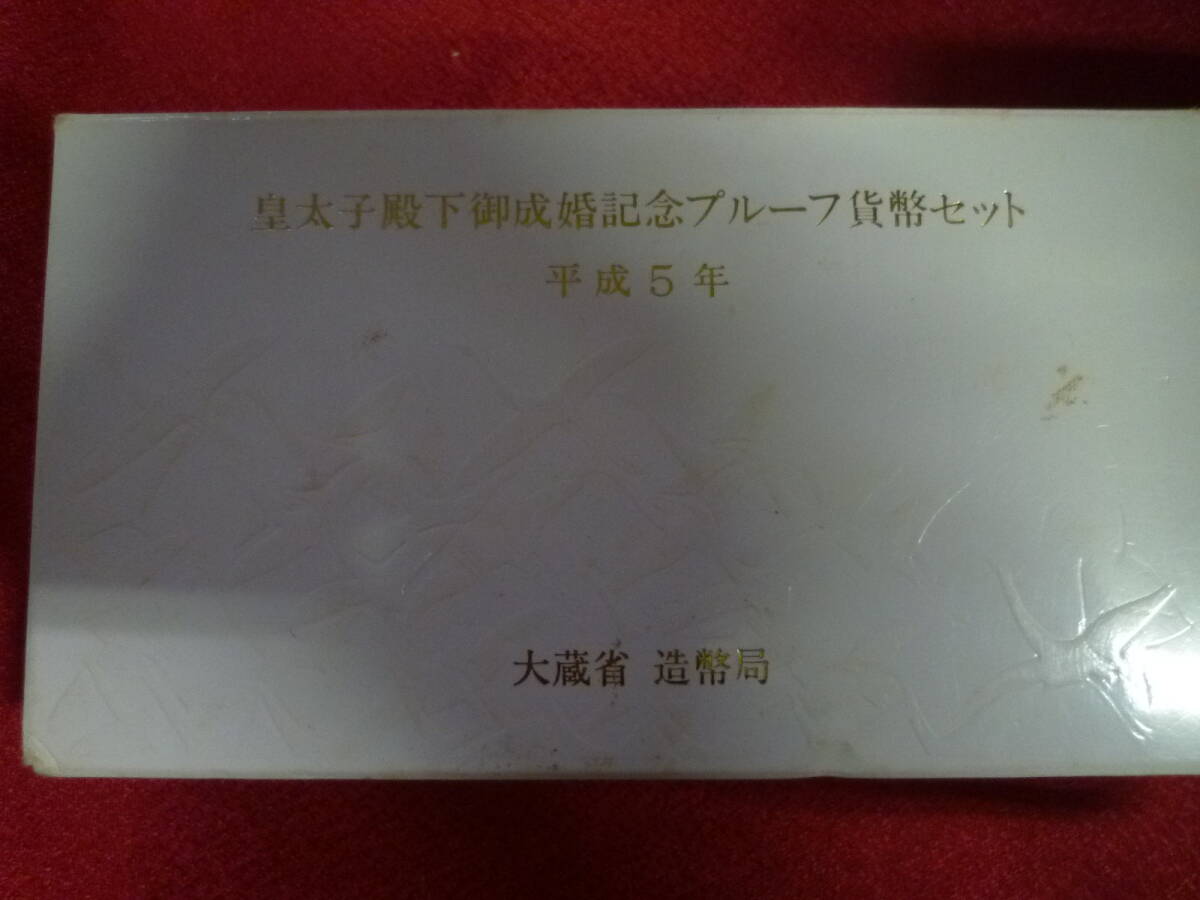 皇太子殿下御成婚記念プルーフ貨幣セット
平成5年
大蔵省 造幣局